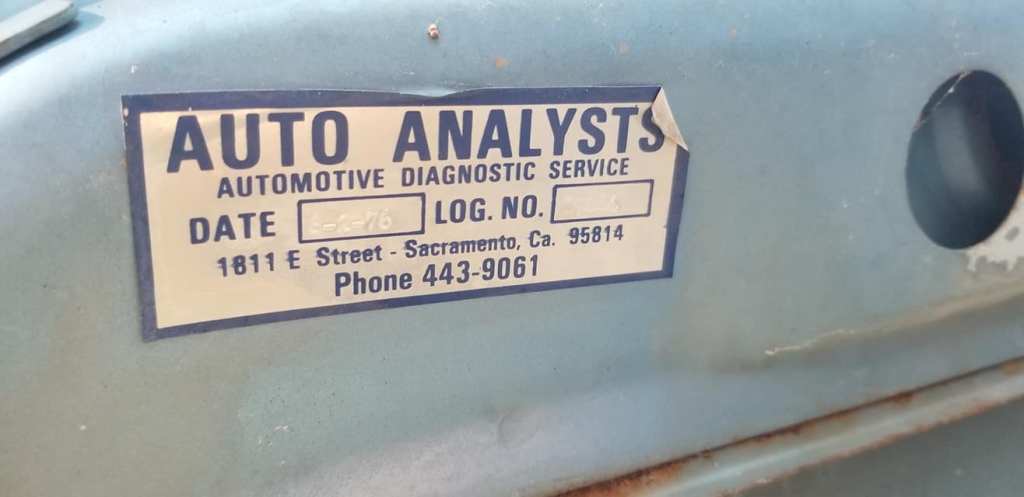 AUTO ANALYSTS
AUTOMOTIVE DIAGNOSTIC SERVICE
DATE LOG. NO.
1811 E Street - Sacramento, Ca. 95814
Phone 443-9061